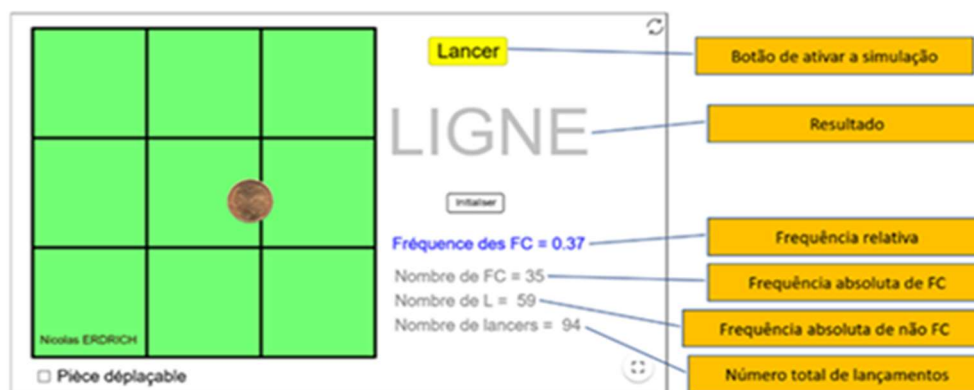 Lancer
Botão de ativar a simulação
LIGNE
Resultado
Initialiser
Fréquence des FC = 0.37
Frequência relativa
Nombre de FC = 35
Frequência absoluta de FC
Nombre de L = 59
Frequência absoluta de não FC
Nombre de lancers = 94
Número total de lançamentos
Nicolas ERDRICH
Pièce déplaçable